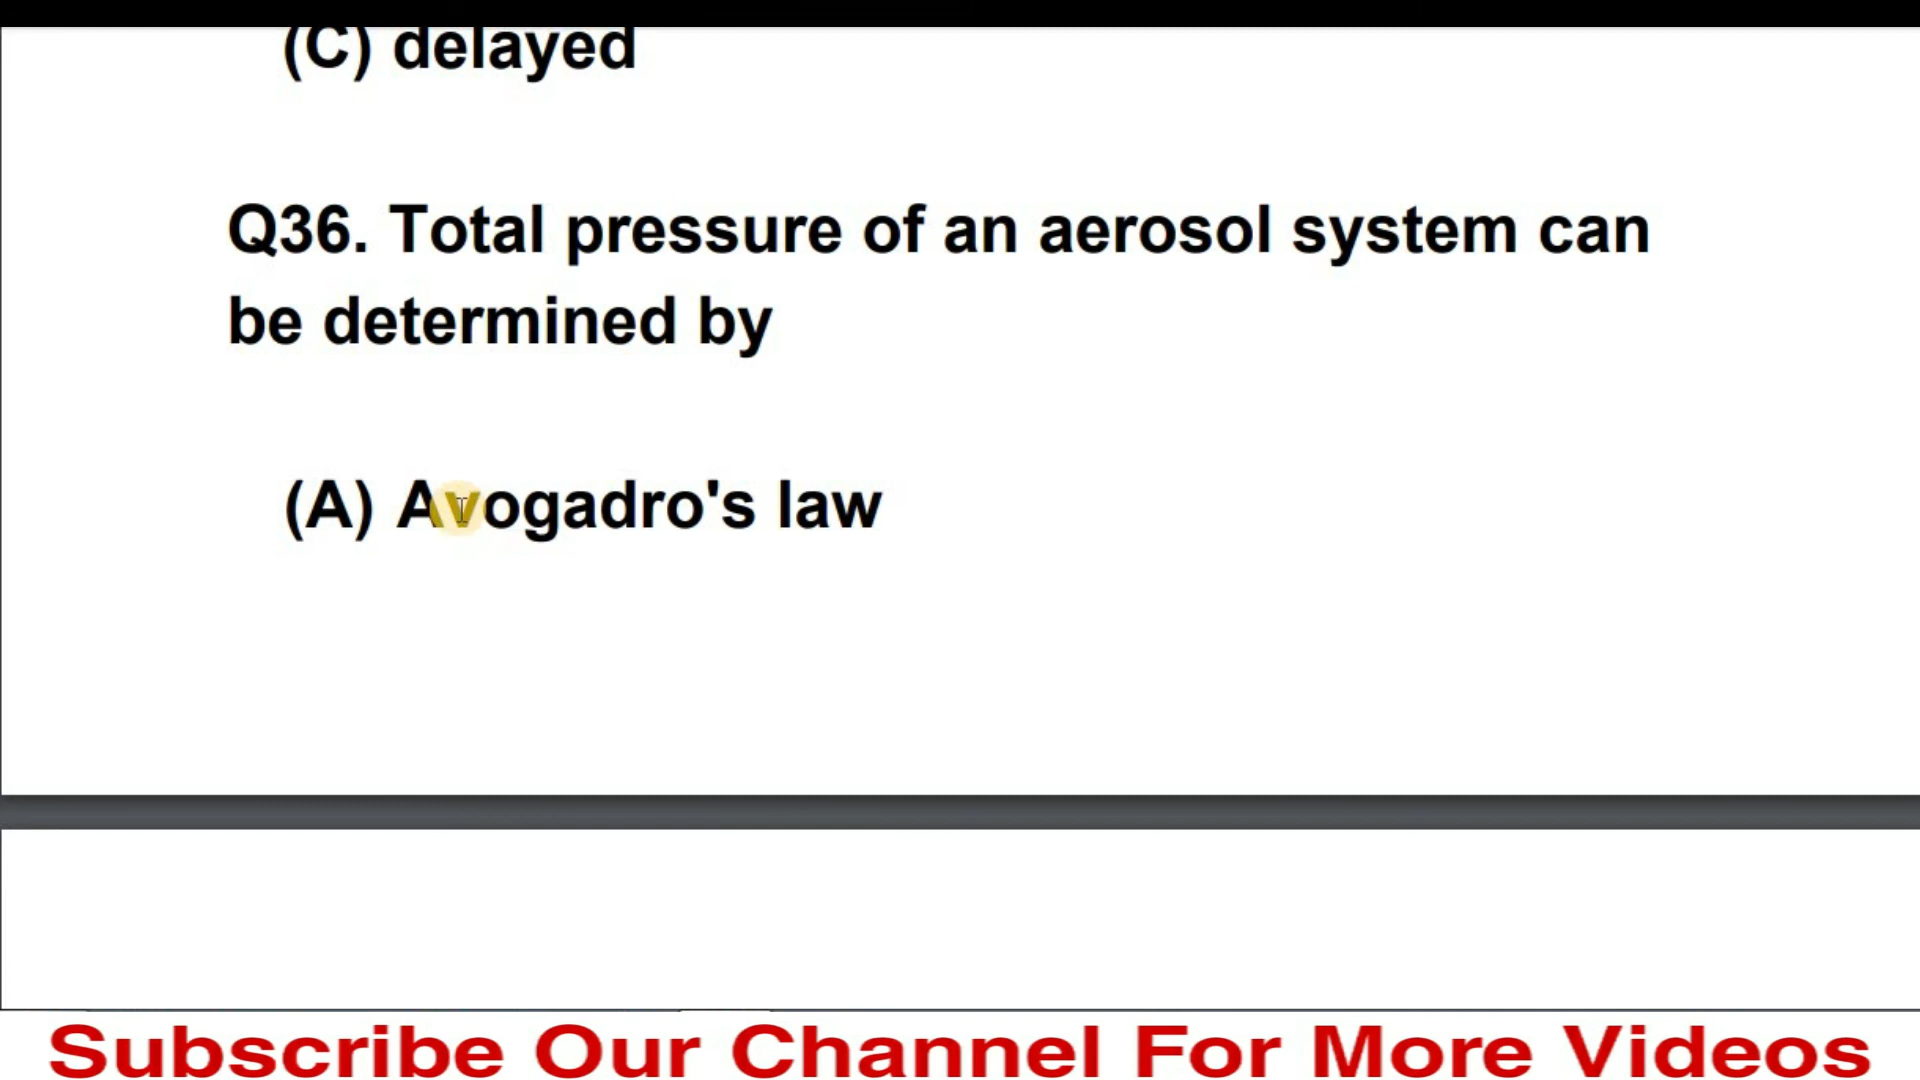 (C) delayed
Q36. Total pressure of an aerosol system can
be determined by
(A) Avogadro's law
Subscribe Our Channel For More Videos